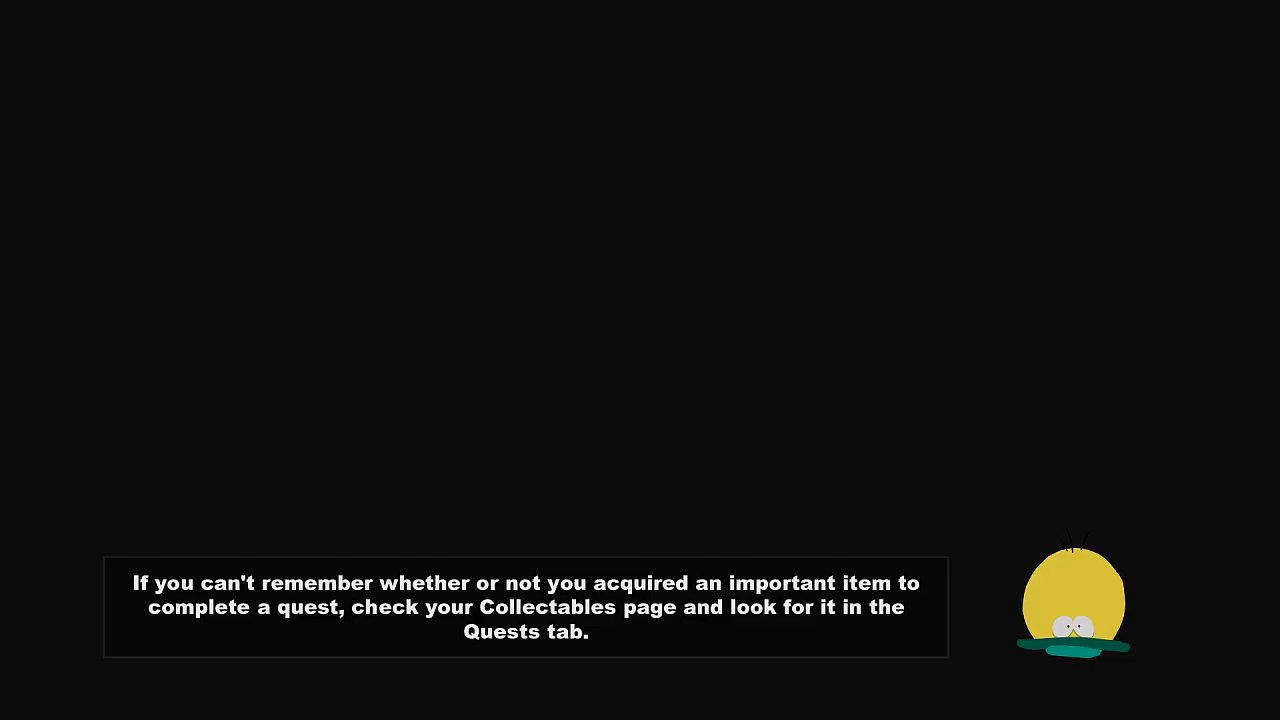 If you can't remember whether or not you acquired an important item to
complete a quest, check your Collectables page and look for it in the
Quests tab.